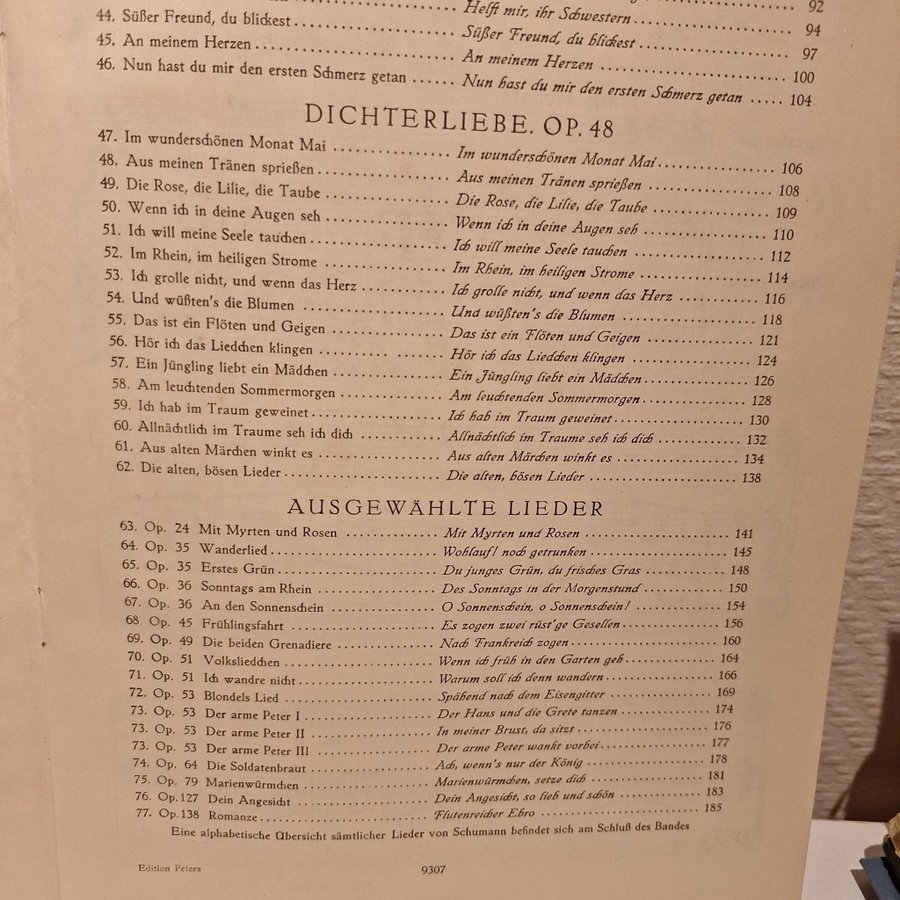 Helft mir, ihr Schwestern 92
44. Süßer Freund, du blickest Süßer Freund, du blickest 94
45. An meinem Herzen An meinem Herzen 97
100
46. Nun hast du mir den ersten Schmerz getan Nun hast du mir den ersten Schmerz getan 104
DICHTERLIEBE. OP. 48
47. Im wunderschönen Monat Mai Im wunderschönen Monat Mai 106
48. Aus meinen Tränen sprießen Aus meinen Tränen sprießen 108
49. Die Rose, die Lilie, die Taube Die Rose, die Lilie, die Taube 109
50. Wenn ich in deine Augen seh Wenn ich in deine Augen seh 110
51. Ich will meine Seele tauchen Ich will meine Seele tauchen 112
52. Im Rhein, im heiligen Strome Im Rhein, im heiligen Strome 114
53. Ich grolle nicht, und wenn das Herz Ich grolle nicht, und wenn das Herz 116
54. Und wüßten's die Blumen Und wüßten's die Blumen 118
55. Das ist ein Flöten und Geigen Das ist ein Flöten und Geigen 121
56. Hör ich das Liedchen klingen Hör ich das Liedchen klingen 124
57. Ein Jüngling liebt ein Mädchen Ein Jüngling liebt ein Mädchen 126
58. Am leuchtenden Sommermorgen Am leuchtenden Sommermorgen 128
59. Ich hab im Traum geweinet Ich hab im Traum geweinet 130
60. Allnächtlich im Traume seh ich dich Allnächtlich im Traume seh ich dich 132
61. Aus alten Märchen winkt es Aus alten Märchen winkt es 134
62. Die alten, bösen Lieder Die alten, bösen Lieder 138
AUSGEWÄHLTE LIEDER
63. Op. 24 Mit Myrten und Rosen Mit Myrten und Rosen 141
64. Op. 35 Wanderlied Wohlauf! noch getrunken 145
65. Op. 35 Erstes Grün Du junges Grün, du frisches Gras 148
66. Op. 36 Sonntags am Rhein Des Sonntags in der Morgenstund 150
67. Op. 36 An den Sonnenschein O Sonnenschein, o Sonnenschein! 154
68 Op. 45 Frühlingsfahrt Es zogen zwei rüst'ge Gesellen 156
69. Op. 49 Die beiden Grenadiere Nach Frankreich zogen 160
70. Op. 51 Volksliedchen Wenn ich früh in den Garten geh 164
71. Op. 51 Ich wandre nicht Warum soll ich denn wandern 166
72. Op. 53 Blondels Lied Spähend nach dem Eisengitter 169
73. Op. 53 Der arme Peter I Der Hans und die Grete tanzen 174
73. Op. 53 Der arme Peter II In meiner Brust, da sitzt 176
73. Op. 53 Der arme Peter III Der arme Peter wankt vorbei 177
74. Op. 64 Die Soldatenbraut Ach, wenn's nur der König 178
75. Op. 79 Marienwürmchen Marienwürmchen, setze dich 181
76. Op.127 Dein Angesicht Dein Angesicht, so lieb und schön 183
77. Op.138 Romanze Flutenreicher Ebro 185
Eine alphabetische Übersicht sämtlicher Lieder von Schumann befindet sich am Schluß des Bandes
Edition Peters 9307